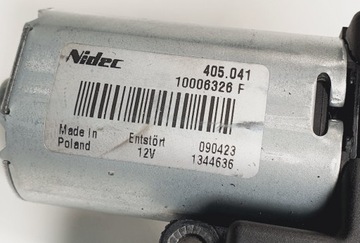 Nidec 405.041
10006326 F
Made in Entstört 090423
Poland 12V 1344636